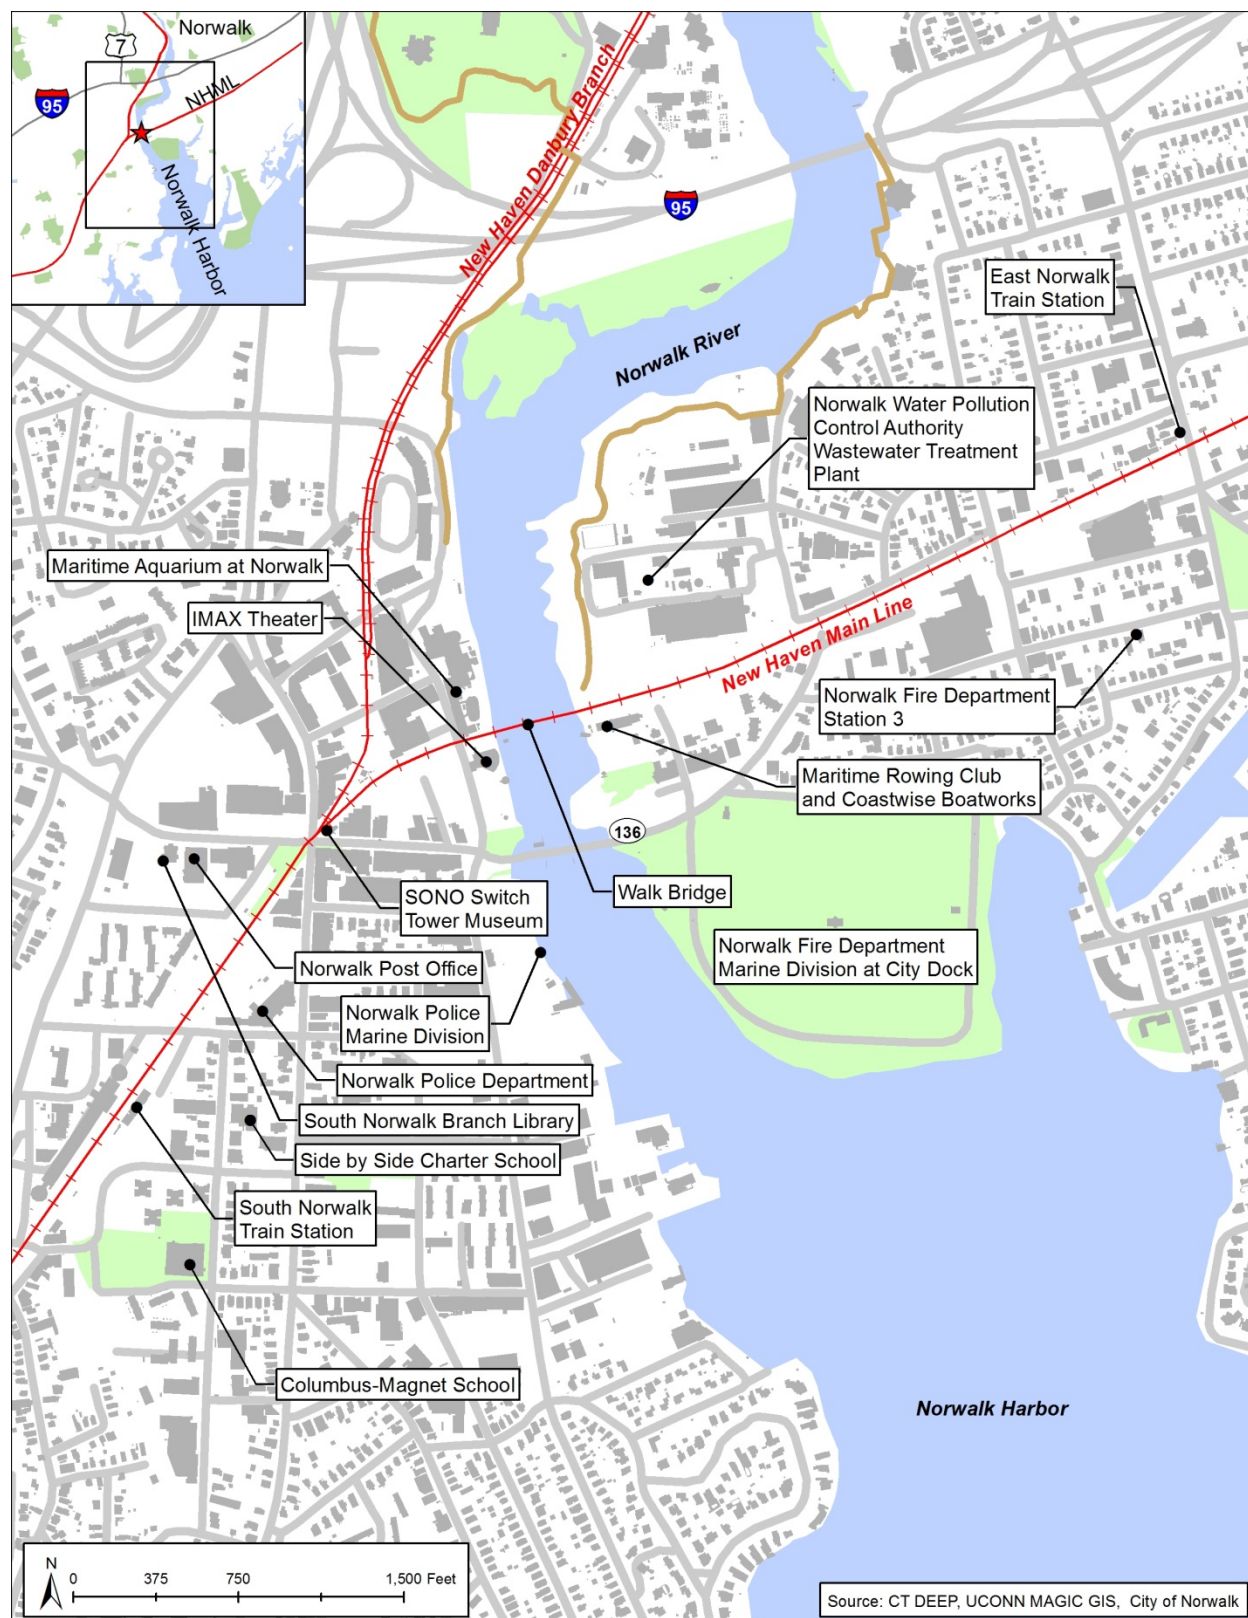 Norwalk
7
95
NHML
Norwalk Harbor
New Haven Danbury Branch
95
East Norwalk
Train Station
Norwalk River
Norwalk Water Pollution
Control Authority
Wastewater Treatment
Plant
Maritime Aquarium at Norwalk
IMAX Theater
New Haven Main Line
Norwalk Fire Department
Station 3
Maritime Rowing Club
and Coastwise Boatworks
136
SONO Switch
Tower Museum
Walk Bridge
Norwalk Post Office
Norwalk Fire Department
Marine Division at City Dock
Norwalk Police
Marine Division
Norwalk Police Department
South Norwalk Branch Library
Side by Side Charter School
South Norwalk
Train Station
Columbus-Magnet School
Norwalk Harbor
N
0 375 750 1,500 Feet
Source: CT DEEP, UCONN MAGIC GIS, City of Norwalk